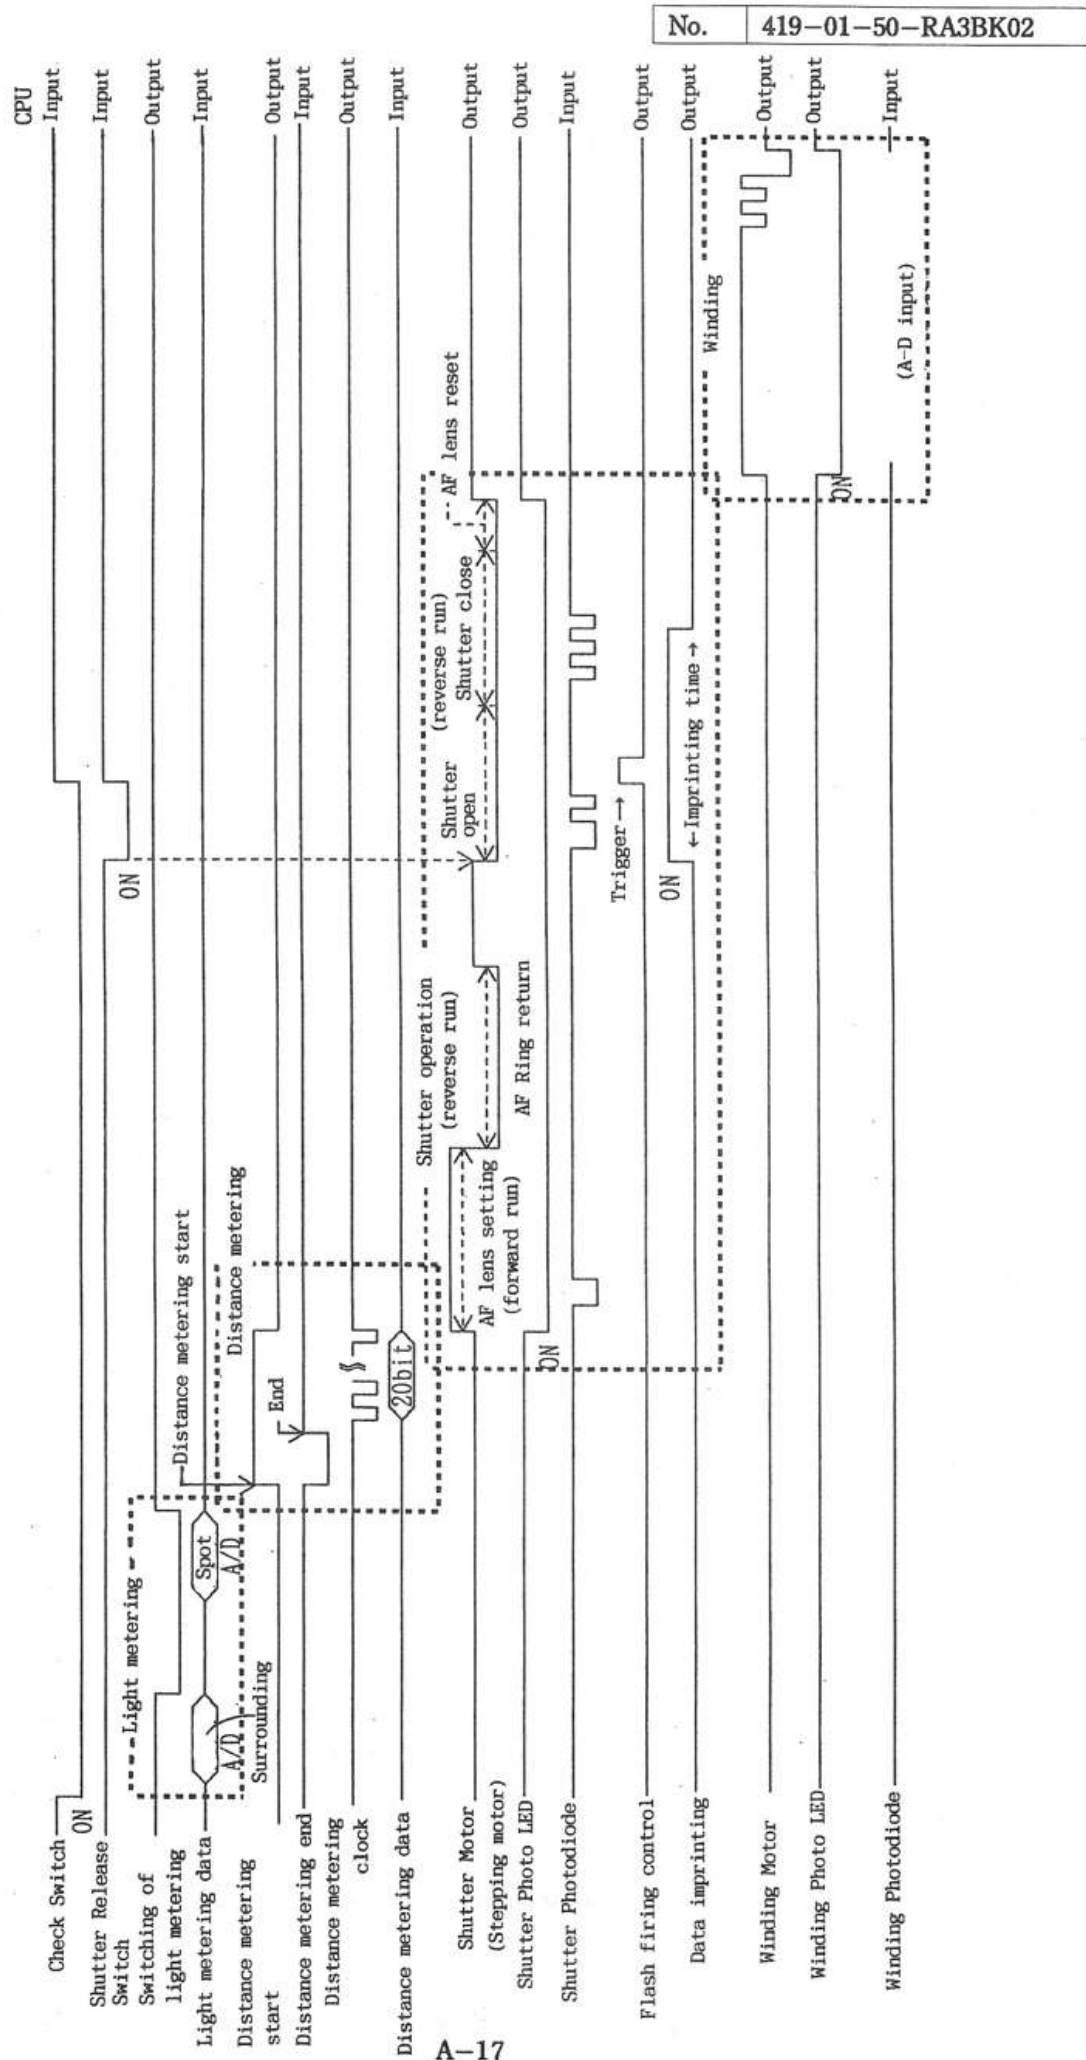 No. 419-01-50-RA3BK02
CPU
Check Switch
ON
Input
Shutter Release
Switch
ON
Input
Switching of
light metering
Output
Light metering
Light metering data
A/D
Surrounding
Spot
A/D
Input
Distance metering
start
Distance metering start
Distance metering
Output
Distance metering end
End
Input
Distance metering
clock
Output
Distance metering data
20bit
Input
Shutter operation
Shutter Motor
(Stepping motor)
AF lens setting
(forward run)
(reverse run)
AF Ring return
Shutter
open
(reverse run)
Shutter close
AF lens reset
Output
Shutter Photo LED
ON
Output
Shutter Photodiode
Input
Flash firing control
Trigger→
Output
Data imprinting
ON
←Imprinting time→
Output
Winding
Winding Motor
Output
Winding Photo LED
ON
Output
Winding Photodiode
(A-D input)
Input
A-17